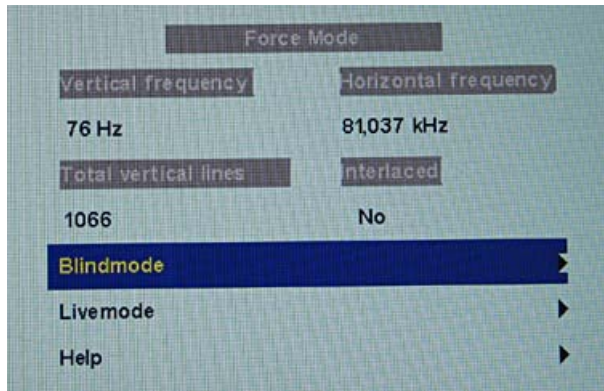 Force Mode
Vertical frequency Horizontal frequency
76 Hz 81,037 kHz
Total vertical lines Interlaced
1066 No
Blindmode
Livemode
Help